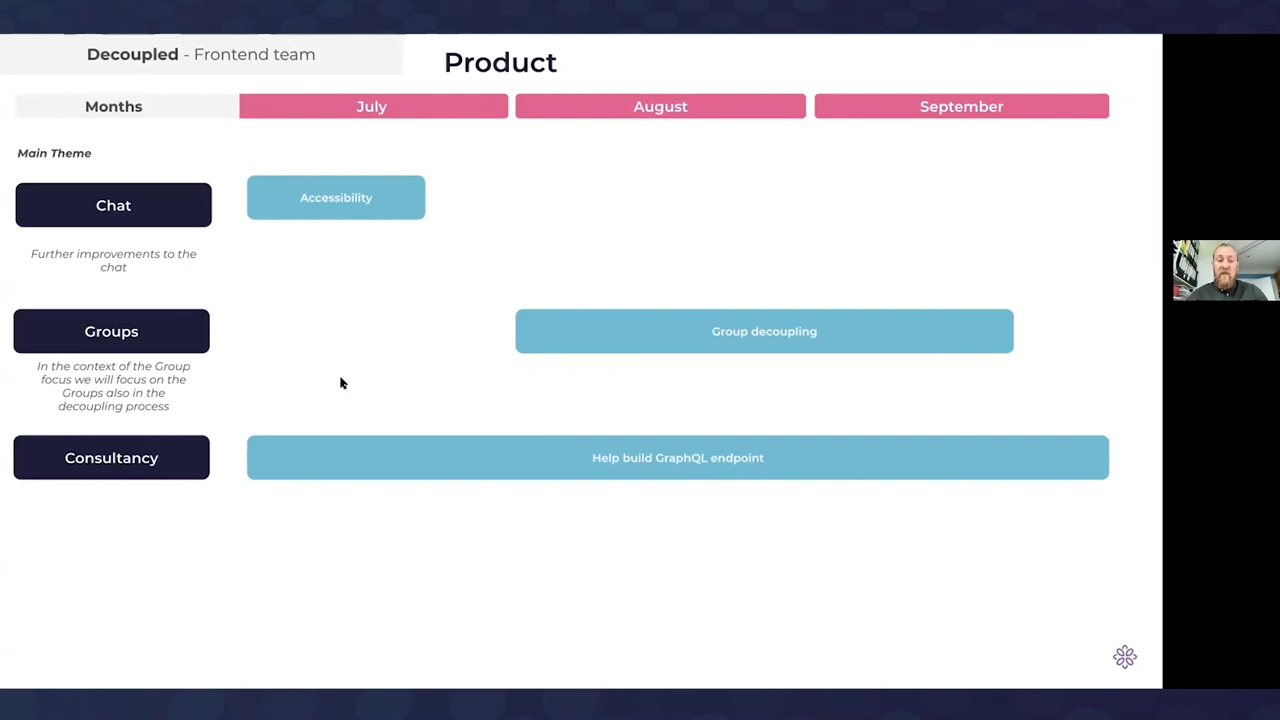 Decoupled - Frontend team
Product
Months
July
August
September
Main Theme
Chat
Accessibility
Further improvements to the
chat
Groups
Group decoupling
In the context of the Group
focus we will focus on the
Groups also in the
decoupling process
Consultancy
Help build GraphQL endpoint